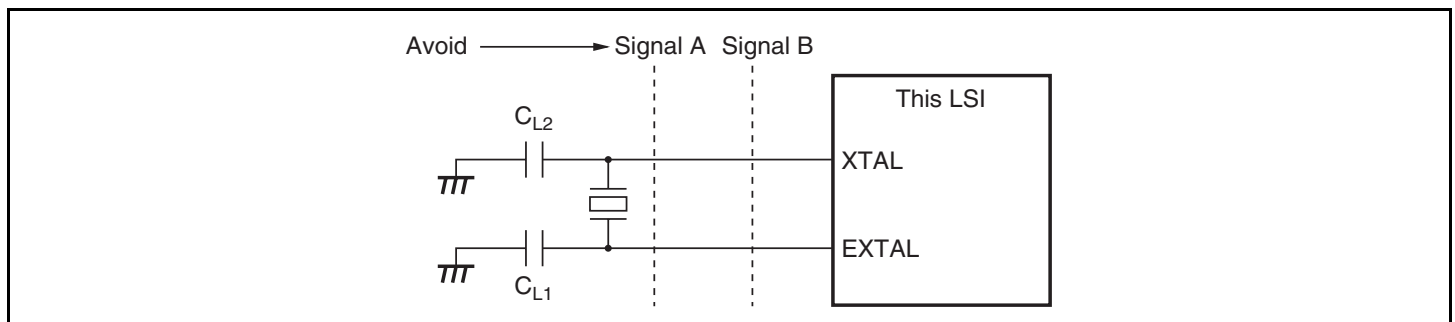 Avoid Signal A Signal B
This LSI
CL2
XTAL
EXTAL
CL1